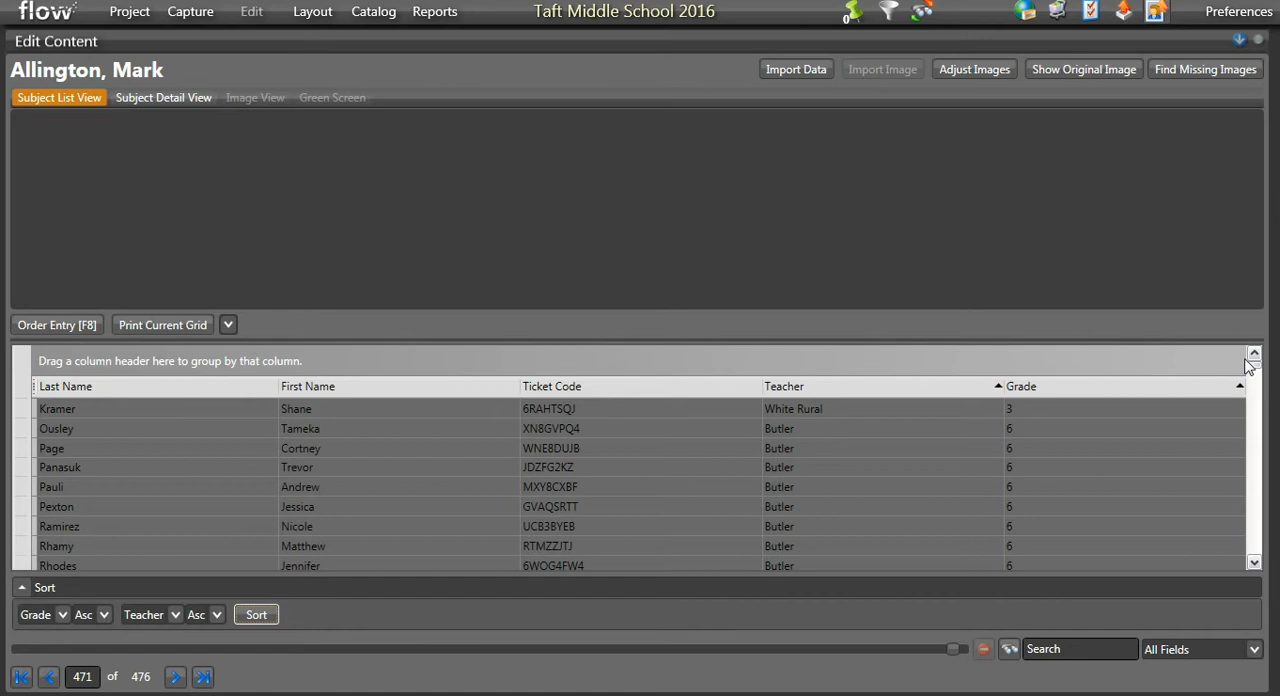 flow Project Capture Edit Layout Catalog Reports Taft Middle School 2016 0 Preferences
Edit Content
Allington, Mark Import Data Import Image Adjust Images Show Original Image Find Missing Images
Subject List View Subject Detail View Image View Green Screen
Order Entry [F8] Print Current Grid
Drag a column header here to group by that column.
Last Name First Name Ticket Code Teacher Grade
Kramer Shane 6RAHTSQJ White Rural 3
Ousley Tameka XN8GVPQ4 Butler 6
Page Cortney WNE8DUJB Butler 6
Panasuk Trevor JDZFG2KZ Butler 6
Pauli Andrew MXY8CXBF Butler 6
Pexton Jessica GVAQSRTT Butler 6
Ramirez Nicole UCB3BYEB Butler 6
Rhamy Matthew RTMZZJTJ Butler 6
Rhodes Jennifer 6WOG4FW4 Butler 6
Sort
Grade Asc Teacher Asc Sort
Search All Fields
471 of 476